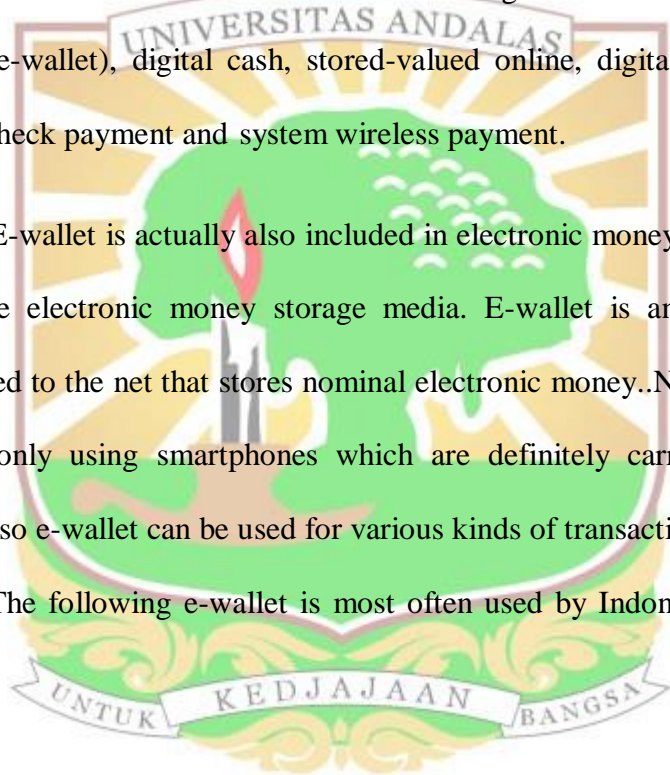 UNIVERSITAS ANDALAS
e-wallet), digital cash, stored-valued online, digita
heck payment and system wireless payment.
E-wallet is actually also included in electronic money
e electronic money storage media. E-wallet is an
ed to the net that stores nominal electronic money..N
only using smartphones which are definitely carr
so e-wallet can be used for various kinds of transacti
The following e-wallet is most often used by Indon
UNTUK KEDJAJAAN BANGSA